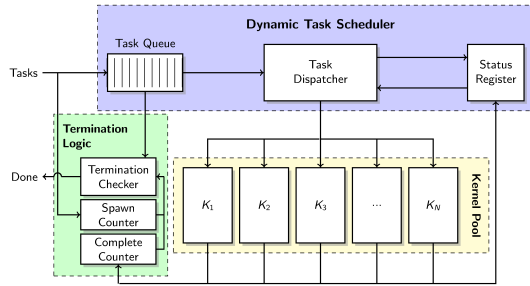 Dynamic Task Scheduler
Task Queue
Tasks
Task
Dispatcher
Status
Register
Termination
Logic
Done
Termination
Checker
Spawn
Counter
Complete
Counter
K1
K2
K3
...
KN
Kernel Pool